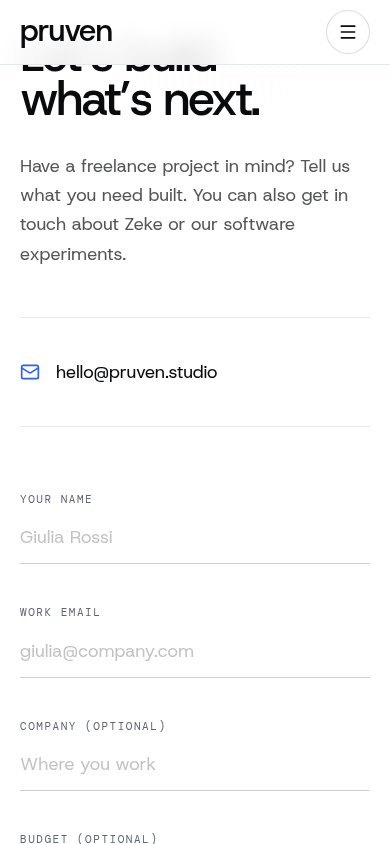 pruven
Let's build
what's next.
Have a freelance project in mind? Tell us
what you need built. You can also get in
touch about Zeke or our software
experiments.
hello@pruven.studio
YOUR NAME
Giulia Rossi
WORK EMAIL
giulia@company.com
COMPANY (OPTIONAL)
Where you work
BUDGET (OPTIONAL)